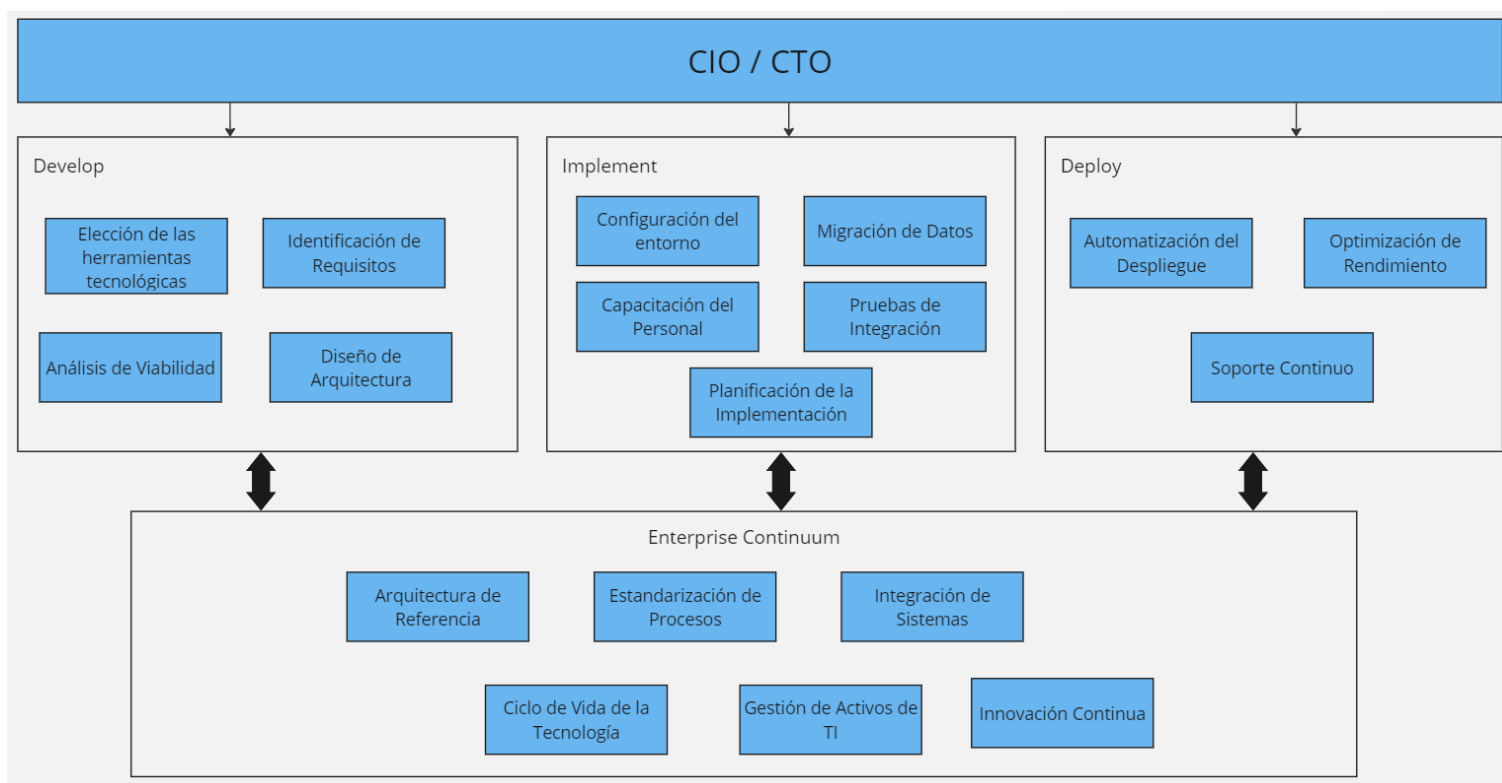 CIO / CTO
Develop
Elección de las
herramientas
tecnológicas
Identificación de
Requisitos
Análisis de Viabilidad
Diseño de
Arquitectura
Implement
Configuración del
entorno
Migración de Datos
Capacitación del
Personal
Pruebas de
Integración
Planificación de la
Implementación
Deploy
Automatización del
Despliegue
Optimización de
Rendimiento
Soporte Continuo
Enterprise Continuum
Arquitectura de
Referencia
Estandarización de
Procesos
Integración de
Sistemas
Ciclo de Vida de la
Tecnología
Gestión de Activos de
TI
Innovación Continua